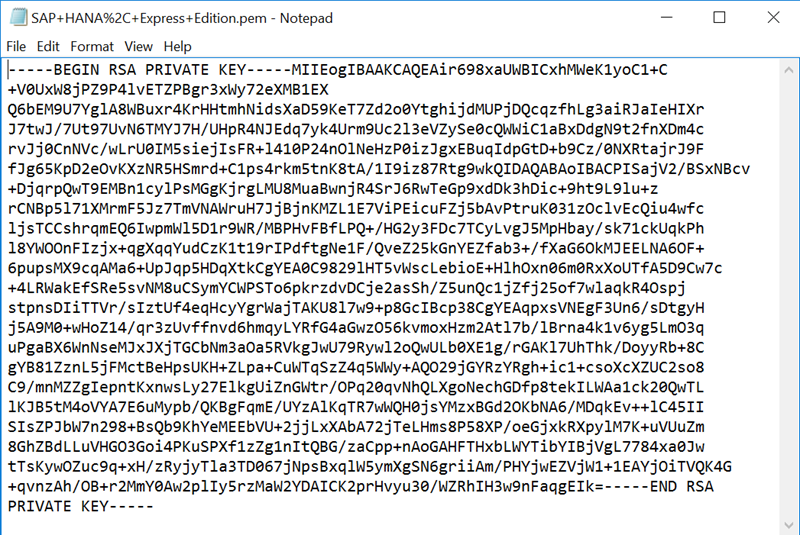 SAP+HANA%2C+Express+Edition.pem - Notepad
File Edit Format View Help
-----BEGIN RSA PRIVATE KEY-----MIIEogIBAAKCAQEAir698xaUWBICxhMWeK1yoC1+C
+V0UxW8jPZ9P4lvETZPBgr3xWy72eXMB1EX
Q6bEM9U7YglA8WBuxr4KrHHtmhNidsXaD59KeT7Zd2o0YtghijdMUPjDQcqzfhLg3aiRJaIeHIXr
J7twJ/7Ut97UvN6TMYJ7H/UHpR4NJEdq7yk4Urm9Uc2l3eVZySe0cQWWiC1aBxDdgN9t2fnXDm4c
rvJj0CnNVc/wLrU0IM5siejIsFR+l410P24nOlNeHzP0izJgxEBuqIdpGtD+b9Cz/0NXRtajrJ9F
fJg65KpD2eOvKXzNR5HSmrd+C1ps4rkm5tnK8tA/1I9iz87Rtg9wkQIDAQABAoIBACPISajV2/BSxNBcv
+DjqrpQwT9EMBn1cylPsMGgKjrgLMU8MuaBwnjR4SrJ6RwTeGp9xdDk3hDic+9ht9L9lu+z
rCNBp5l71XMrmF5Jz7TmVNAWruH7JjBjnKMZL1E7ViPEicuFZj5bAvPtruK031zOclvEcQiu4wfc
ljsTCCshrqmEQ6IwpmWl5D1r9WR/MBPHvFBfLPQ+/HG2y3FDc7TCyLvgJ5MpHbay/sk71ckUqkPh
l8YWOOnFIzjx+qgXqqYudCzK1t19rIPdftgNe1F/QveZ25kGnYEZfab3+/fXaG6OkMJEELNA6OF+
6pupsMX9cqAMa6+UpJqp5HDqXtkCgYEA0C9829lHT5vWscLebioE+HlhOxn06m0RxXoUTfA5D9Cw7c
+4LRWakEfSRe5svNM8uCSymYCWPSTo6pkrzdvDCje2asSh/Z5unQc1jZfj25of7wlaqkR4Ospj
stpnsDIiTTVr/sIztUf4eqHcyYgrWajTAKU8l7w9+p8GcIBcp38CgYEAqpxsVNEgF3Un6/sDtgyH
j5A9M0+wHoZ14/qr3zUvffnvd6hmqyLYRfG4aGwzO56kvmoxHzm2Atl7b/lBrna4k1v6yg5LmO3q
uPgaBX6WnNseMJxJXjTGCbNm3aOa5RVkgJwU79Rywl2oQwULb0XE1g/rGAKl7UhThk/DoyyRb+8C
gYB81ZznL5jFMctBeHpsUKH+ZLpa+CuWTqSzZ4q5WWy+AQO29jGYRzYRgh+ic1+csoXcXZUC2so8
C9/mnMZZgIepntKxnwsLy27ElkgUiZnGWtr/OPq20qvNhQLXgoNechGDfp8tekILWAa1ck20QwTL
lKJB5tM4oVYA7E6uMypb/QKBgFqmE/UYzAlKqTR7wWQH0jsYMzxBGd2OKbNA6/MDqkEv++lC45II
SIsZPJbW7n298+BsQb9KhYeMEEbVU+2jjLxXAbA72jTeLHms8P58XP/oeGjxkRXpylM7K+uVUuZm
8GhZBdLLuVHGO3Goi4PKuSPXf1zZg1nItQBG/zaCpp+nAoGAHFTHxbLWYTibYIBjVgL7784xa0Jw
tTsKywOZuc9q+xH/zRyjyTla3TD067jNpsBxqlW5ymXgSN6griiAm/PHYjwEZVjW1+1EAYjOiTVQK4G
+qvnzAh/OB+r2MmY0Aw2plIy5rzMaW2YDAICK2prHvyu30/WZRhIH3w9nFaqgEIk=-----END RSA
PRIVATE KEY-----